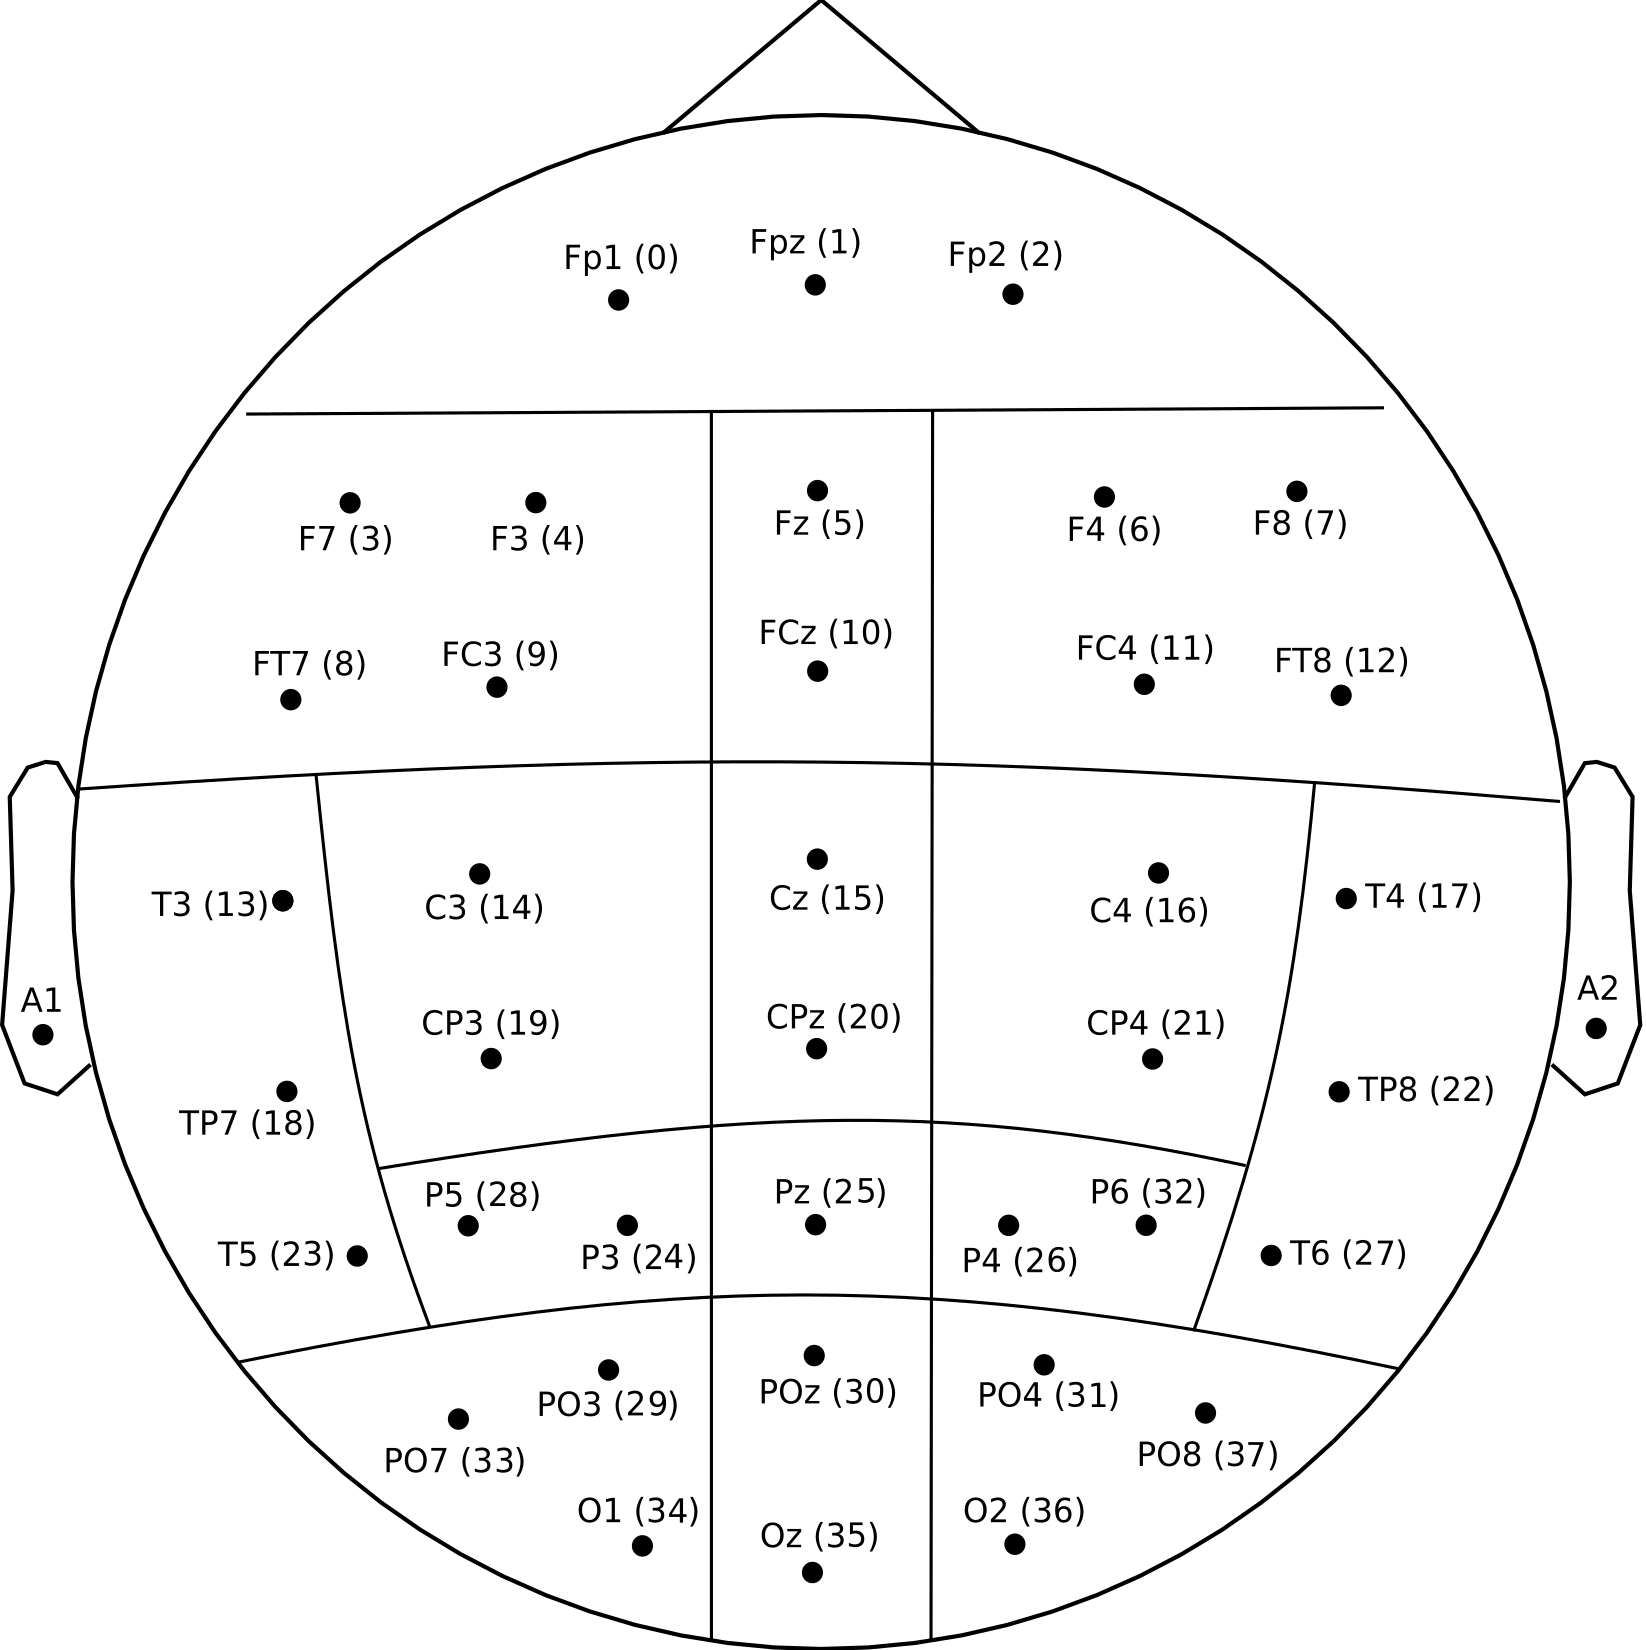 Fp1 (0)
Fpz (1)
Fp2 (2)
F7 (3)
F3 (4)
Fz (5)
F4 (6)
F8 (7)
FT7 (8)
FC3 (9)
FCz (10)
FC4 (11)
FT8 (12)
T3 (13)
C3 (14)
Cz (15)
C4 (16)
T4 (17)
A1
A2
TP7 (18)
CP3 (19)
CPz (20)
CP4 (21)
TP8 (22)
T5 (23)
P5 (28)
P3 (24)
Pz (25)
P4 (26)
P6 (32)
T6 (27)
PO7 (33)
PO3 (29)
POz (30)
PO4 (31)
PO8 (37)
O1 (34)
Oz (35)
O2 (36)